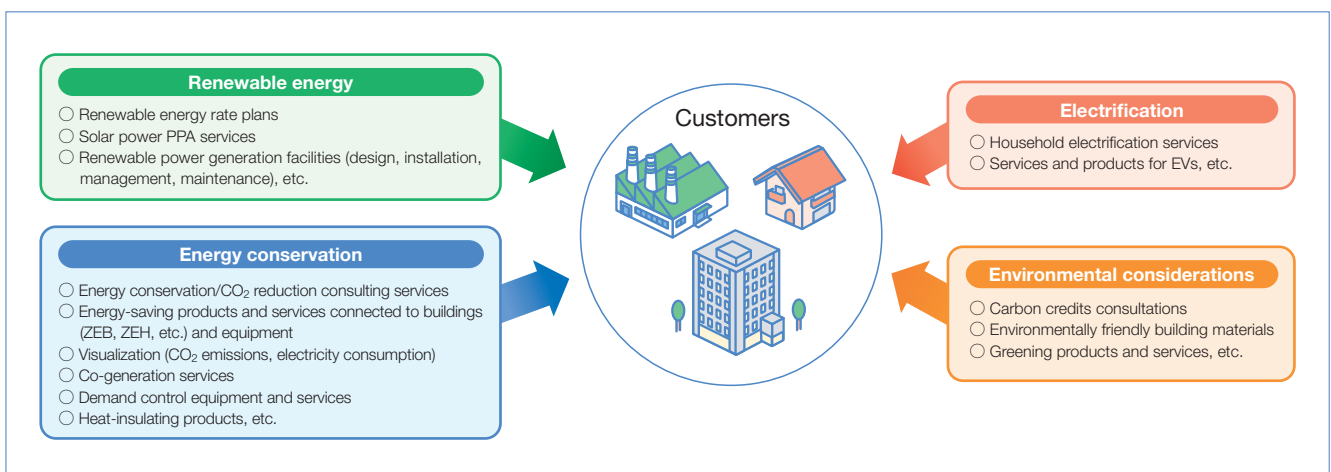 Renewable energy
○ Renewable energy rate plans
○ Solar power PPA services
○ Renewable power generation facilities (design, installation,
management, maintenance), etc.
Energy conservation
○ Energy conservation/CO₂ reduction consulting services
○ Energy-saving products and services connected to buildings
(ZEB, ZEH, etc.) and equipment
○ Visualization (CO₂ emissions, electricity consumption)
○ Co-generation services
○ Demand control equipment and services
○ Heat-insulating products, etc.
Customers
Electrification
○ Household electrification services
○ Services and products for EVs, etc.
Environmental considerations
○ Carbon credits consultations
○ Environmentally friendly building materials
○ Greening products and services, etc.